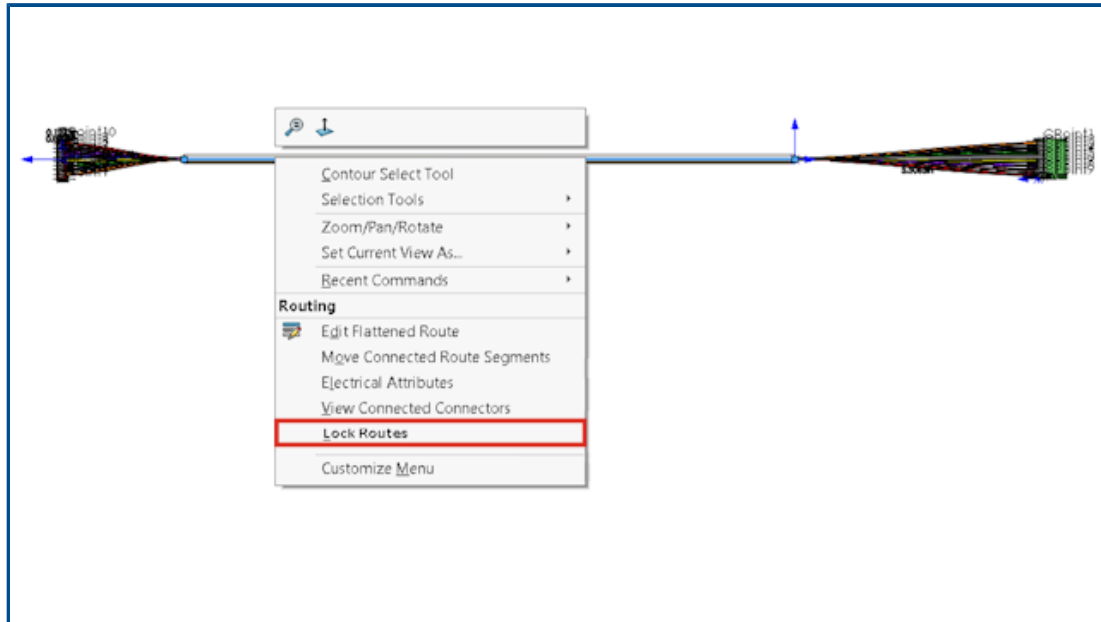 Contour Select Tool
Selection Tools
Zoom/Pan/Rotate
Set Current View As...
Recent Commands
Routing
Edit Flattened Route
Move Connected Route Segments
Electrical Attributes
View Connected Connectors
Lock Routes
Customize Menu